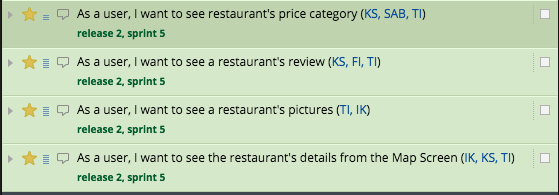 As a user, I want to see restaurant's price category (KS, SAB, TI)
release 2, sprint 5
As a user, I want to see a restaurant's review (KS, FI, TI)
release 2, sprint 5
As a user, I want to see a restaurant's pictures (TI, IK)
release 2, sprint 5
As a user, I want to see the restaurant's details from the Map Screen (IK, KS, TI)
release 2, sprint 5